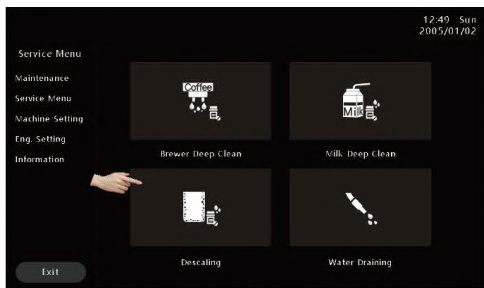 12:49 Sun
2005/01/02
Service Menu
Maintenance
Service Menu
Machine Setting
Eng. Setting
Information
Coffee
Milk
Brewer Deep Clean
Milk Deep Clean
Descaling
Water Draining
Exit